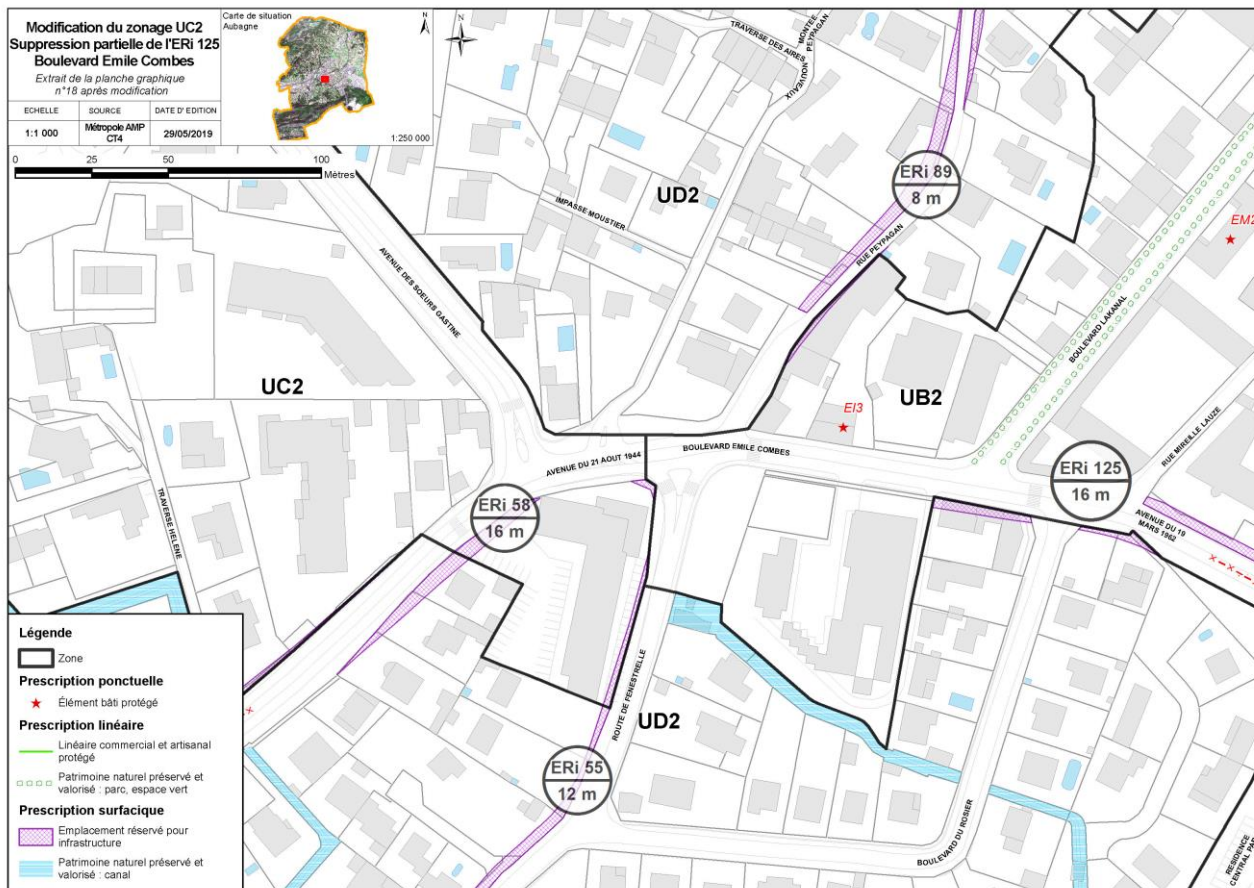 Modification du zonage UC2
Suppression partielle de l'ERi 125
Boulevard Emile Combes
Extrait de la planche graphique
n°18 après modification
ECHELLE
SOURCE
DATE D' EDITION
1:1 000
Métropole AMP
CT4
29/05/2019
Carte de situation
Aubagne
N
N
1:250 000
0 25 50 100
Mètres
TRAVERSE DES AIRES
MONTEE
PEYPAGAN
NOUVEAUX
IMPASSE MOUSTIER
UD2
ERi 89
8 m
RUE PEYPAGAN
EM2
BOULEVARD LAKANAL
AVENUE DES SOEURS GASTINE
UC2
UB2
EI3
BOULEVARD EMILE COMBES
AVENUE DU 21 AOUT 1944
RUE MIREILLE LAUZE
ERi 125
16 m
AVENUE DU 19
MARS 1962
ERi 58
16 m
TRAVERSE HELENE
ROUTE DE FENESTRELLE
UD2
ERi 55
12 m
BOULEVARD DU ROSIER
RESIDENCE
CENTRAL PAR
Légende
Zone
Prescription ponctuelle
Élément bâti protégé
Prescription linéaire
Linéaire commercial et artisanal
protégé
Patrimoine naturel préservé et
valorisé : parc, espace vert
Prescription surfacique
Emplacement réservé pour
infrastructure
Patrimoine naturel préservé et
valorisé : canal